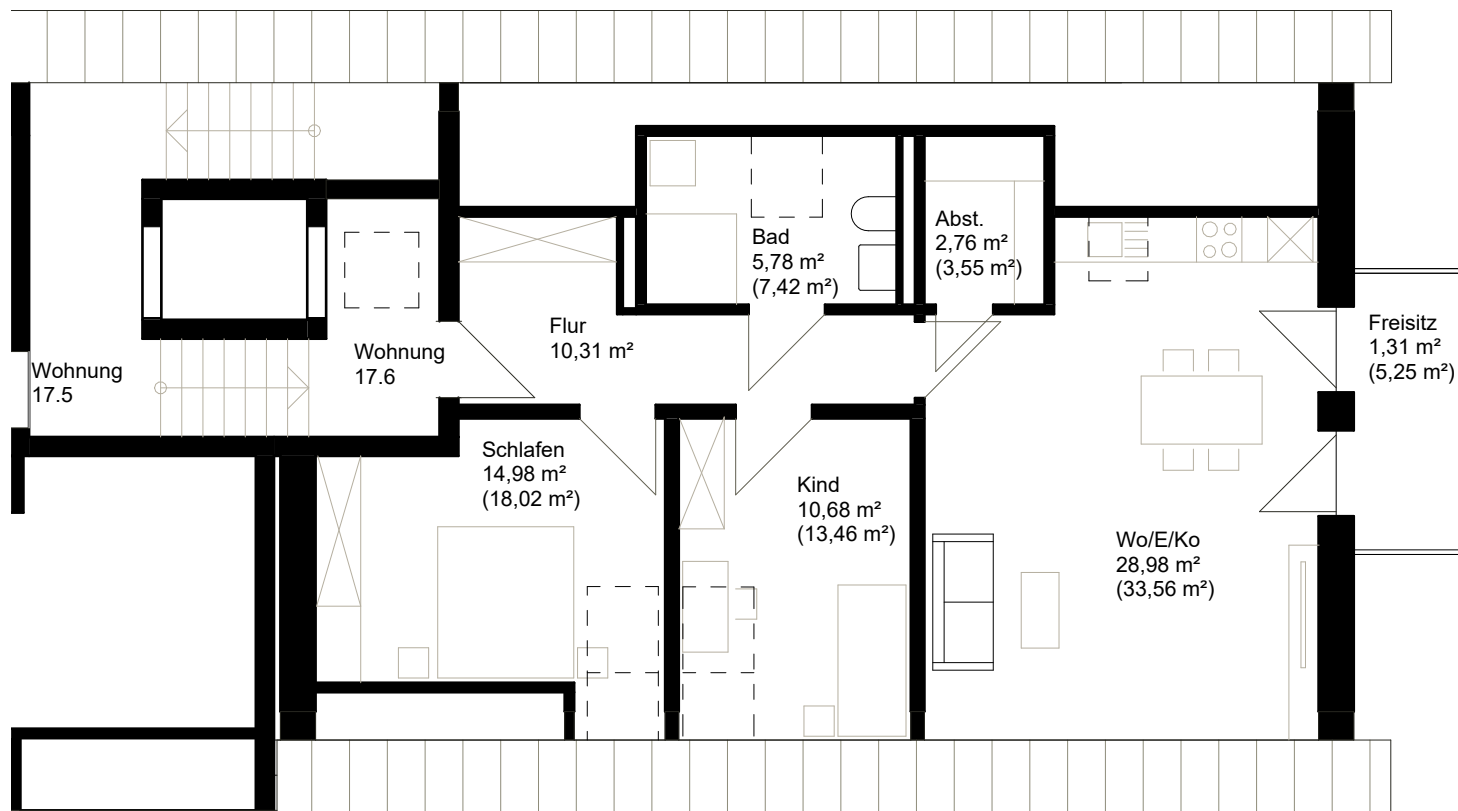 Bad
5,78 m²
(7,42 m²)
Abst.
2,76 m²
(3,55 m²)
Flur
10,31 m²
Freisitz
1,31 m²
(5,25 m²)
Wohnung
17.5
Wohnung
17.6
Schlafen
14,98 m²
(18,02 m²)
Kind
10,68 m²
(13,46 m²)
Wo/E/Ko
28,98 m²
(33,56 m²)